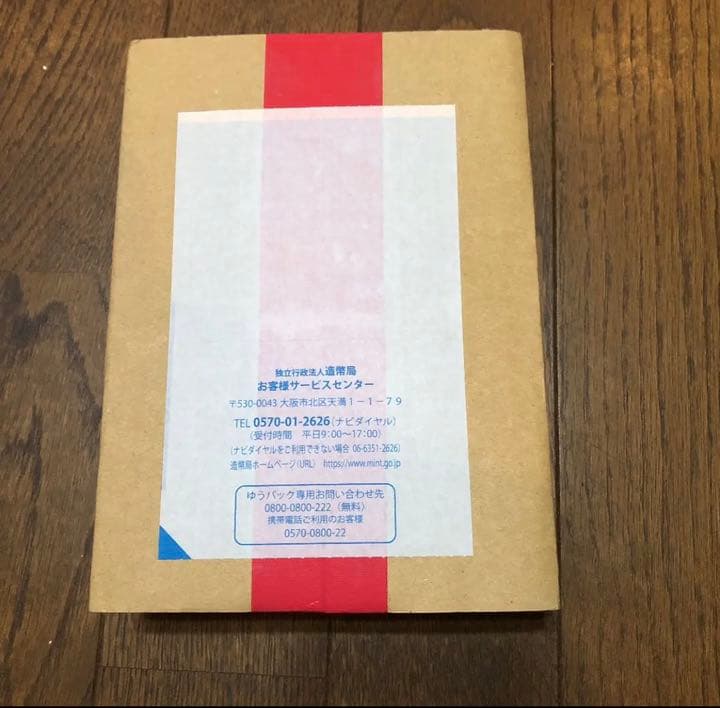 独立行政法人造幣局
お客様サービスセンター
〒530-0043 大阪市北区天満1-1-79
TEL 0570-01-2626(ナビダイヤル)
(受付時間 平日9:00〜17:00)
(ナビダイヤルをご利用できない場合 06-6351-2626)
造幣局ホームページ(URL) https://www.mint.go.jp
ゆうパック専用お問い合わせ先
0800-0800-222(無料)
携帯電話ご利用のお客様
0570-0800-22